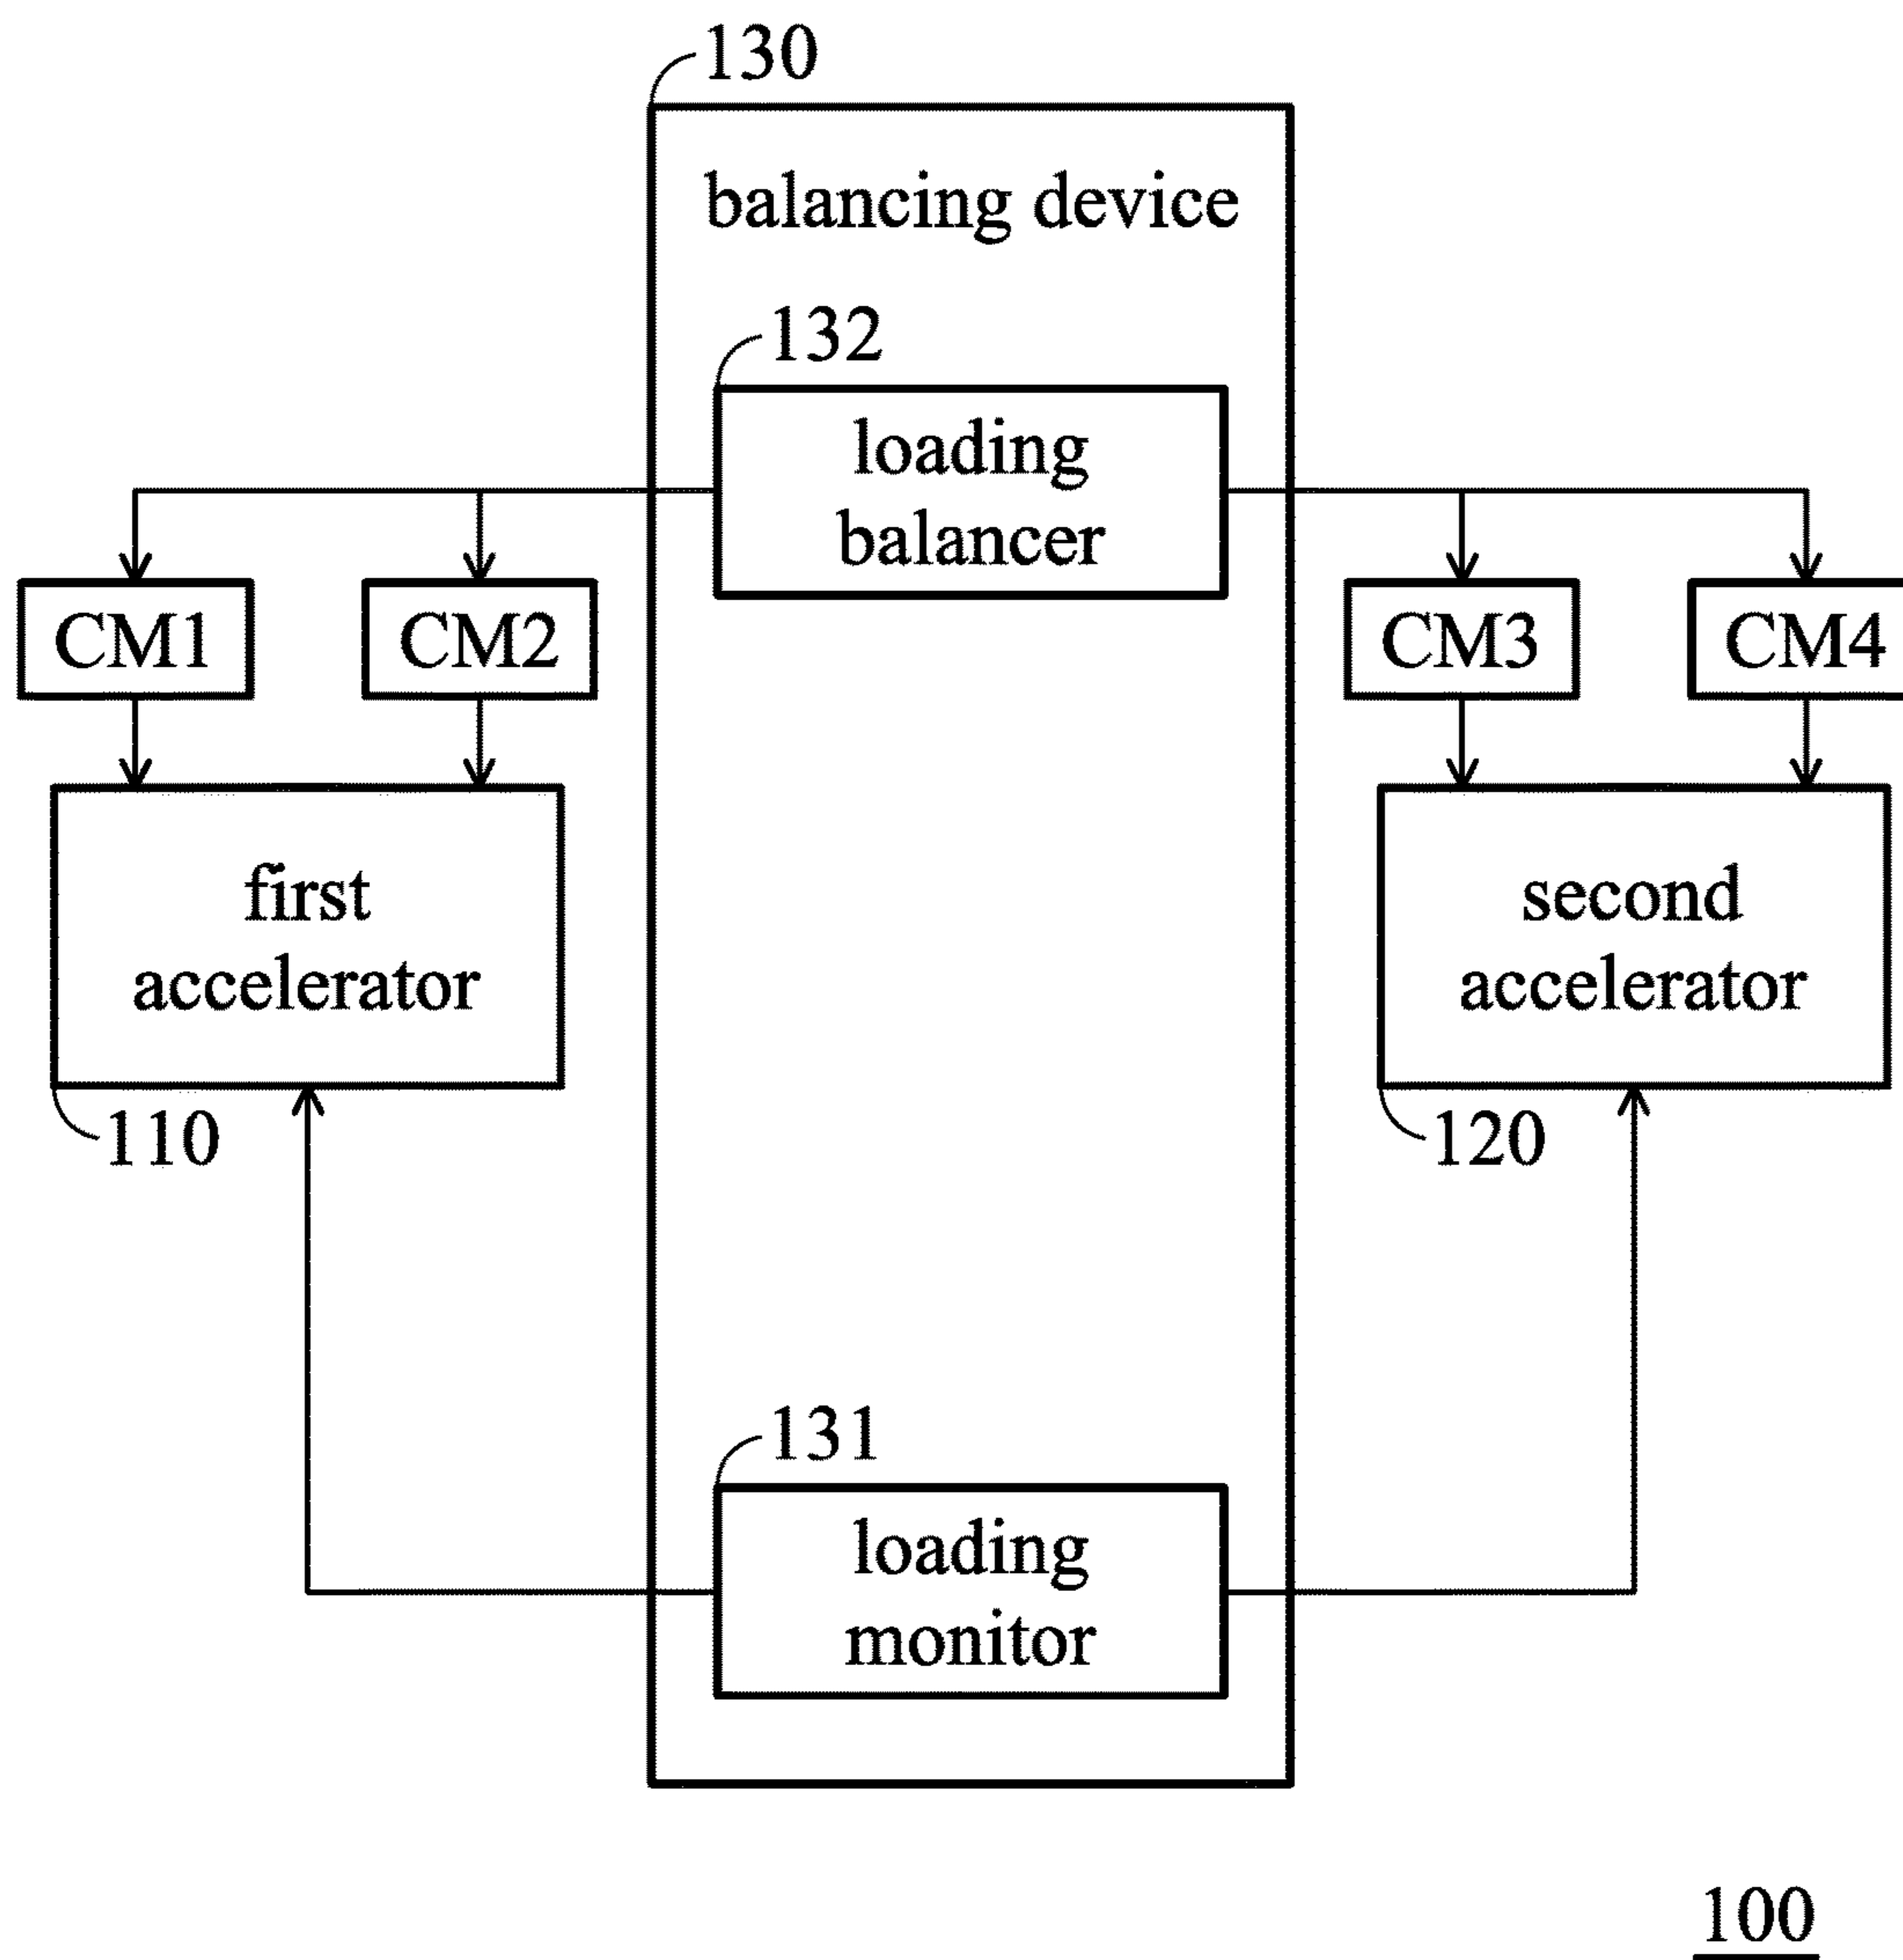 130
balancing device
132
loading
balancer
CM1
CM2
CM3
CM4
first
accelerator
second
accelerator
110
120
131
loading
monitor
100